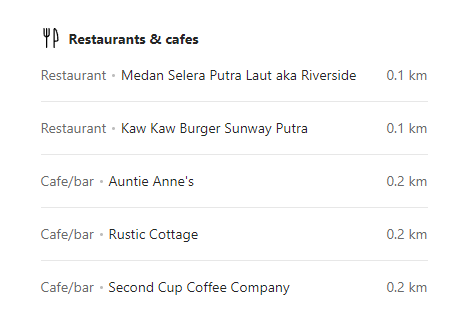 Restaurants & cafes
Restaurant • Medan Selera Putra Laut aka Riverside 0.1 km
Restaurant • Kaw Kaw Burger Sunway Putra 0.1 km
Cafe/bar • Auntie Anne's 0.2 km
Cafe/bar • Rustic Cottage 0.2 km
Cafe/bar • Second Cup Coffee Company 0.2 km